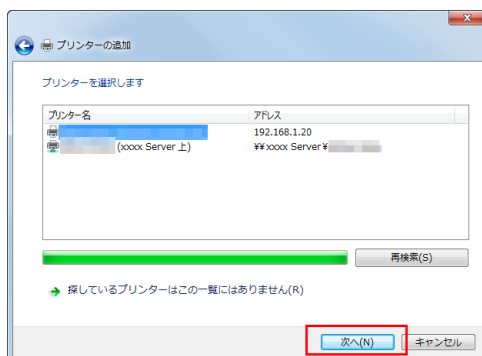 プリンターの追加
プリンターを選択します
プリンター名 アドレス
192.168.1.20
(xxxx Server 上) ¥¥xxxx Server¥
再検索(S)
探しているプリンターはこの一覧にはありません(R)
次へ(N) キャンセル